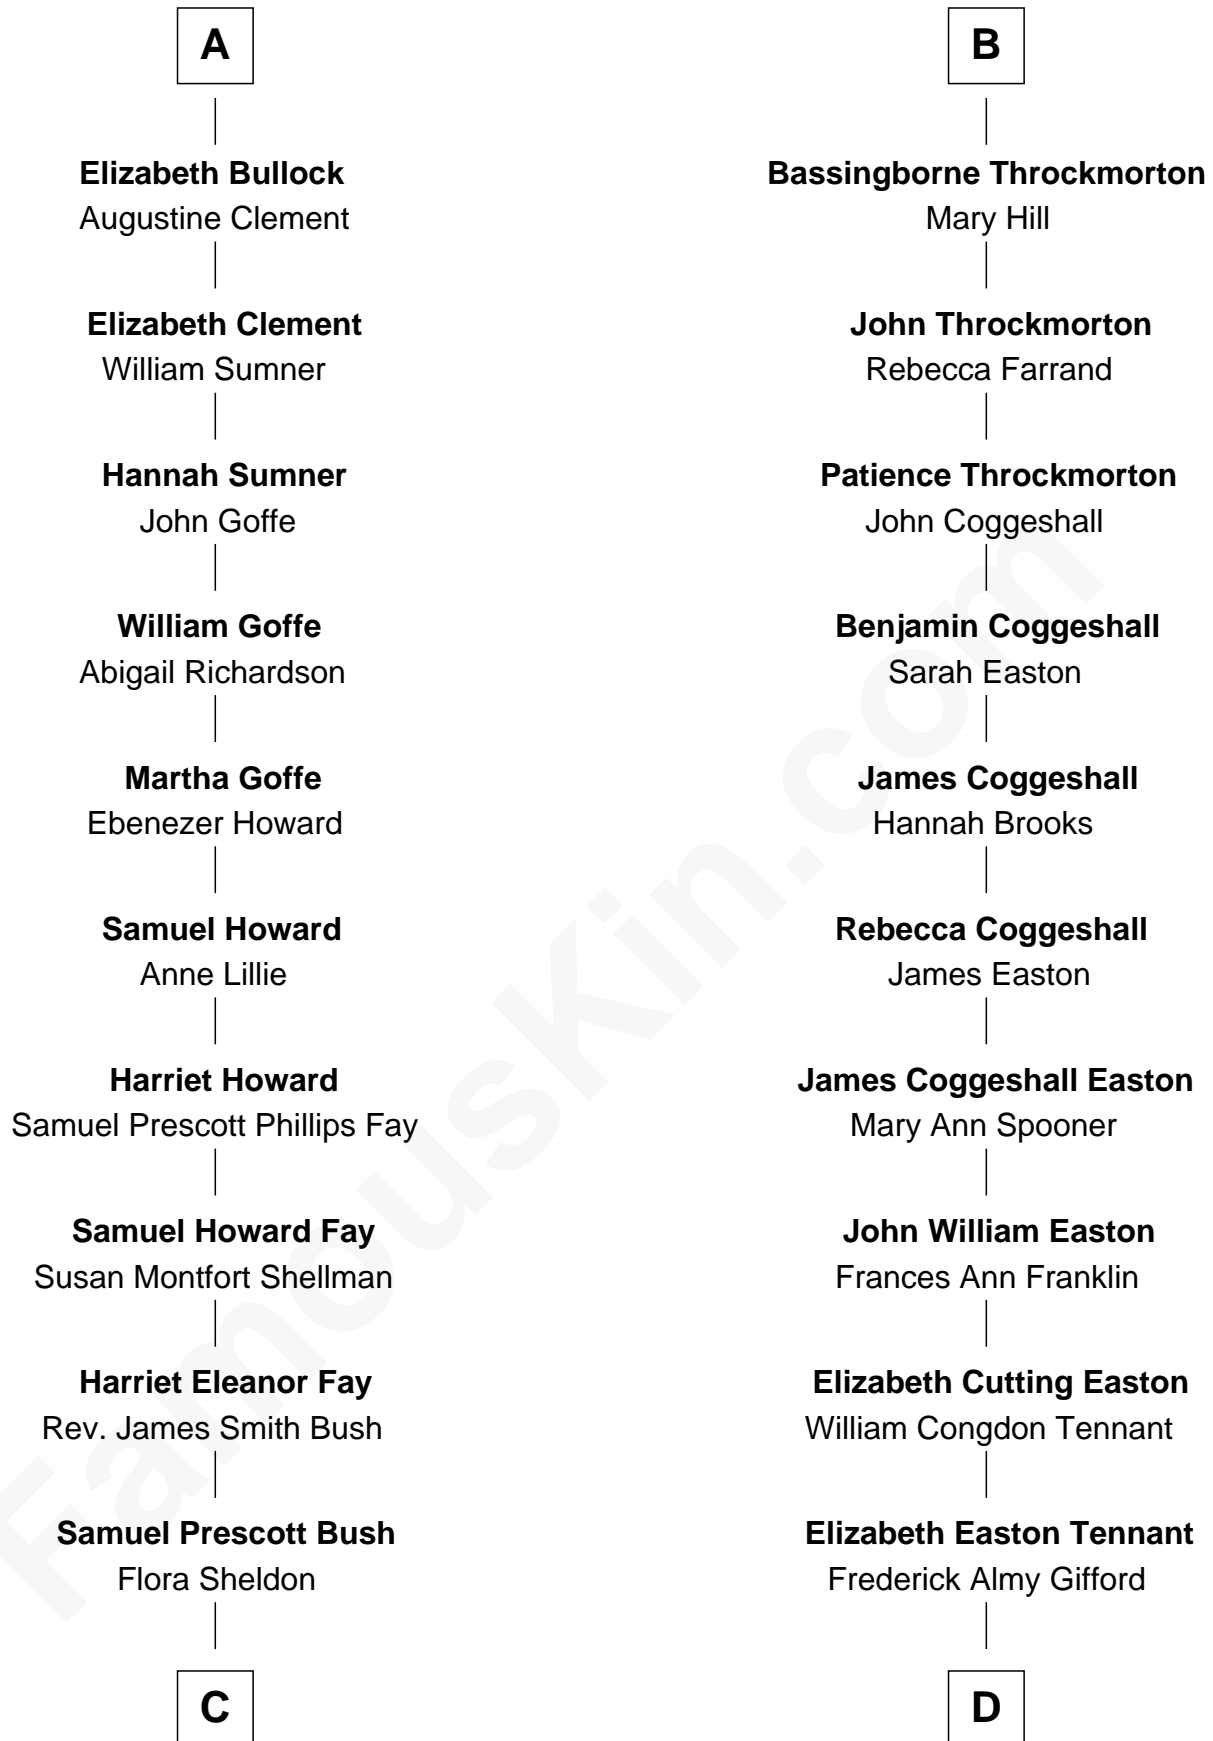 A
Elizabeth Bullock
Augustine Clement
Elizabeth Clement
William Sumner
Hannah Sumner
John Goffe
William Goffe
Abigail Richardson
Martha Goffe
Ebenezer Howard
Samuel Howard
Anne Lillie
Harriet Howard
Samuel Prescott Phillips Fay
Samuel Howard Fay
Susan Montfort Shellman
Harriet Eleanor Fay
Rev. James Smith Bush
Samuel Prescott Bush
Flora Sheldon
C
B
Bassingborne Throckmorton
Mary Hill
John Throckmorton
Rebecca Farrand
Patience Throckmorton
John Coggeshall
Benjamin Coggeshall
Sarah Easton
James Coggeshall
Hannah Brooks
Rebecca Coggeshall
James Easton
James Coggeshall Easton
Mary Ann Spooner
John William Easton
Frances Ann Franklin
Elizabeth Cutting Easton
William Congdon Tennant
Elizabeth Easton Tennant
Frederick Almy Gifford
D
FamousKin.com